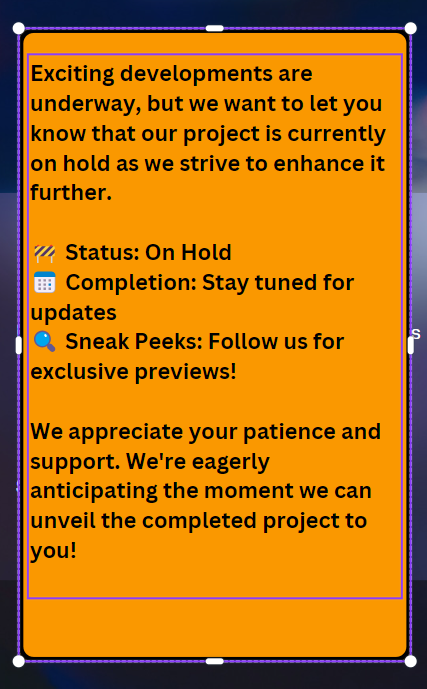 Exciting developments are
underway, but we want to let you
know that our project is currently
on hold as we strive to enhance it
further.
🚧 Status: On Hold
📅 Completion: Stay tuned for
updates
🔍 Sneak Peeks: Follow us for
exclusive previews!
We appreciate your patience and
support. We're eagerly
anticipating the moment we can
unveil the completed project to
you!